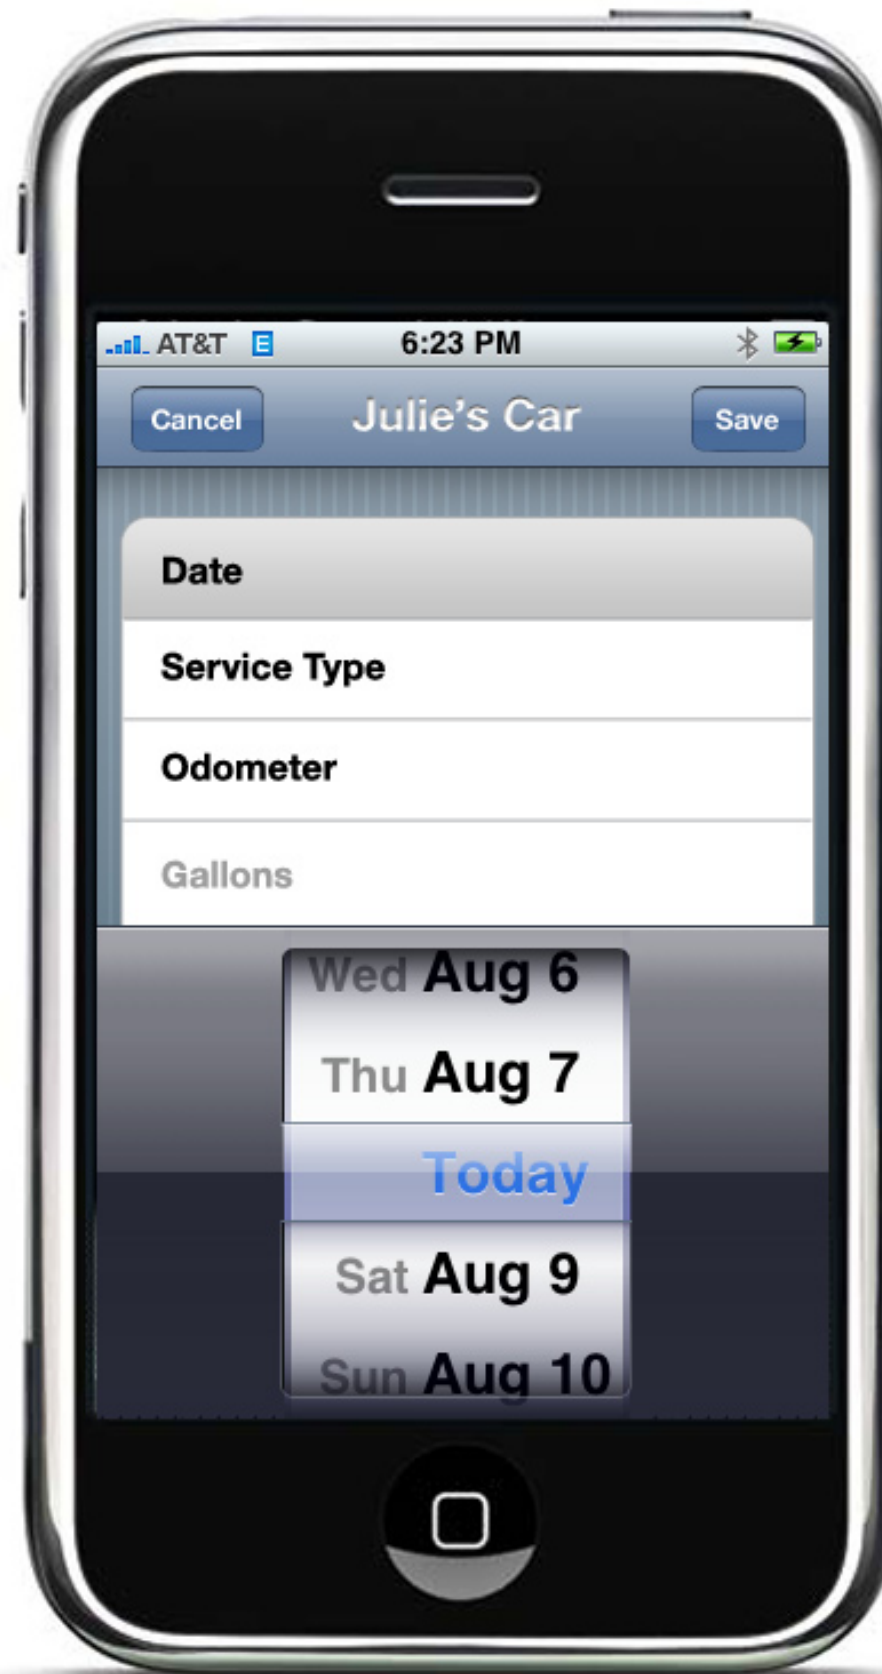 AT&T E 6:23 PM
Cancel Julie's Car Save
Date
Service Type
Odometer
Gallons
Wed Aug 6
Thu Aug 7
Today
Sat Aug 9
Sun Aug 10